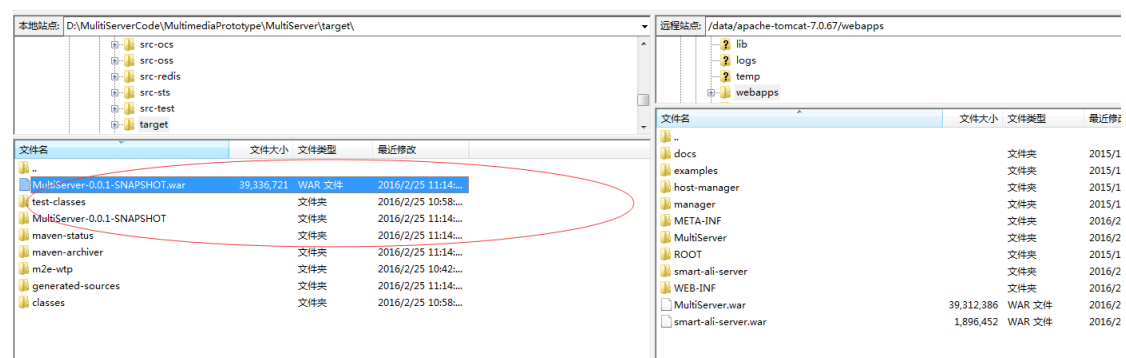 本地站点: D:\MulitiServerCode\MultimediaPrototype\MultiServer\target\
src-ocs
src-oss
src-redis
src-sts
src-test
target
文件名 文件大小 文件类型 最近修改
..
MultiServer-0.0.1-SNAPSHOT.war 39,336,721 WAR 文件 2016/2/25 11:14:...
test-classes 文件夹 2016/2/25 10:58:...
MultiServer-0.0.1-SNAPSHOT 文件夹 2016/2/25 11:14:...
maven-status 文件夹 2016/2/25 11:14:...
maven-archiver 文件夹 2016/2/25 11:14:...
m2e-wtp 文件夹 2016/2/25 10:42:...
generated-sources 文件夹 2016/2/25 11:14:...
classes 文件夹 2016/2/25 10:58:...
远程站点: /data/apache-tomcat-7.0.67/webapps
? lib
? logs
? temp
webapps
文件名 文件大小 文件类型 最近修
..
docs 文件夹 2015/1
examples 文件夹 2015/1
host-manager 文件夹 2015/1
manager 文件夹 2015/1
META-INF 文件夹 2016/2
MultiServer 文件夹 2016/2
ROOT 文件夹 2015/1
smart-ali-server 文件夹 2016/2
WEB-INF 文件夹 2016/2
MultiServer.war 39,312,386 WAR 文件 2016/2
smart-ali-server.war 1,896,452 WAR 文件 2016/2